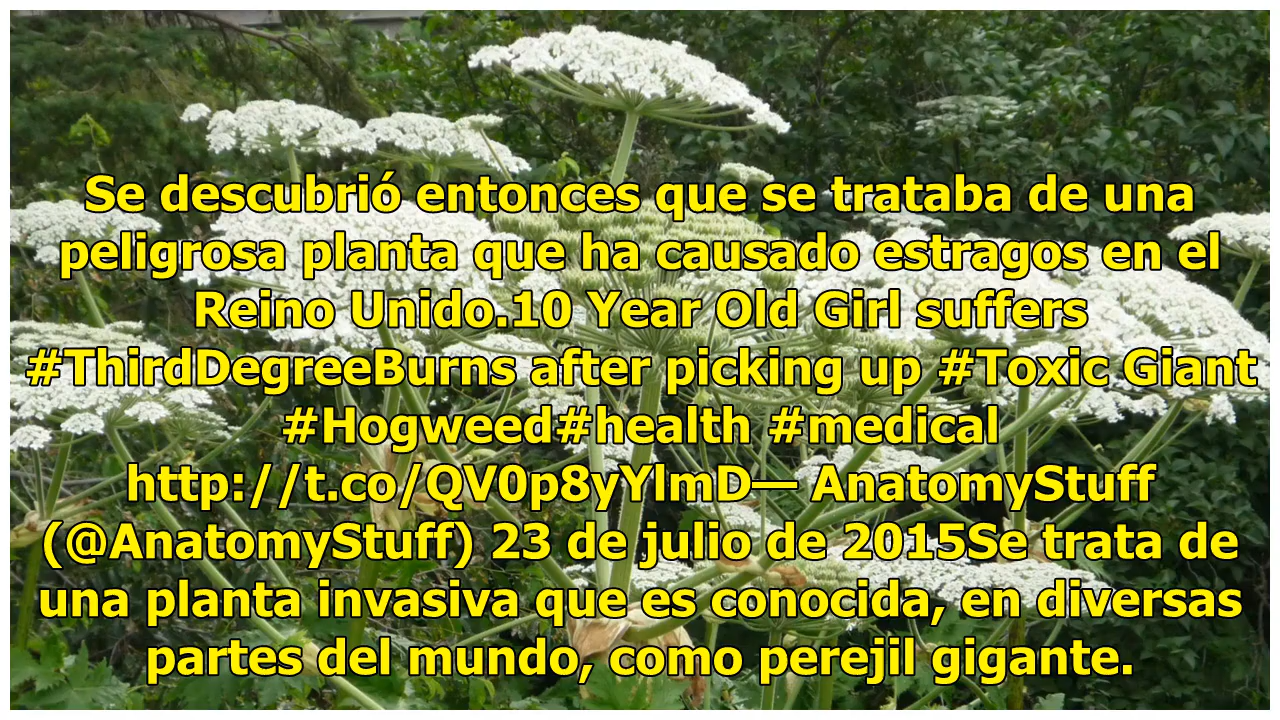 Se descubrió entonces que se trataba de una
peligrosa planta que ha causado estragos en el
Reino Unido.10 Year Old Girl suffers
#ThirdDegreeBurns after picking up #Toxic Giant
#Hogweed#health #medical
http://t.co/QV0p8yYlmD— AnatomyStuff
(@AnatomyStuff) 23 de julio de 2015Se trata de
una planta invasiva que es conocida, en diversas
partes del mundo, como perejil gigante.